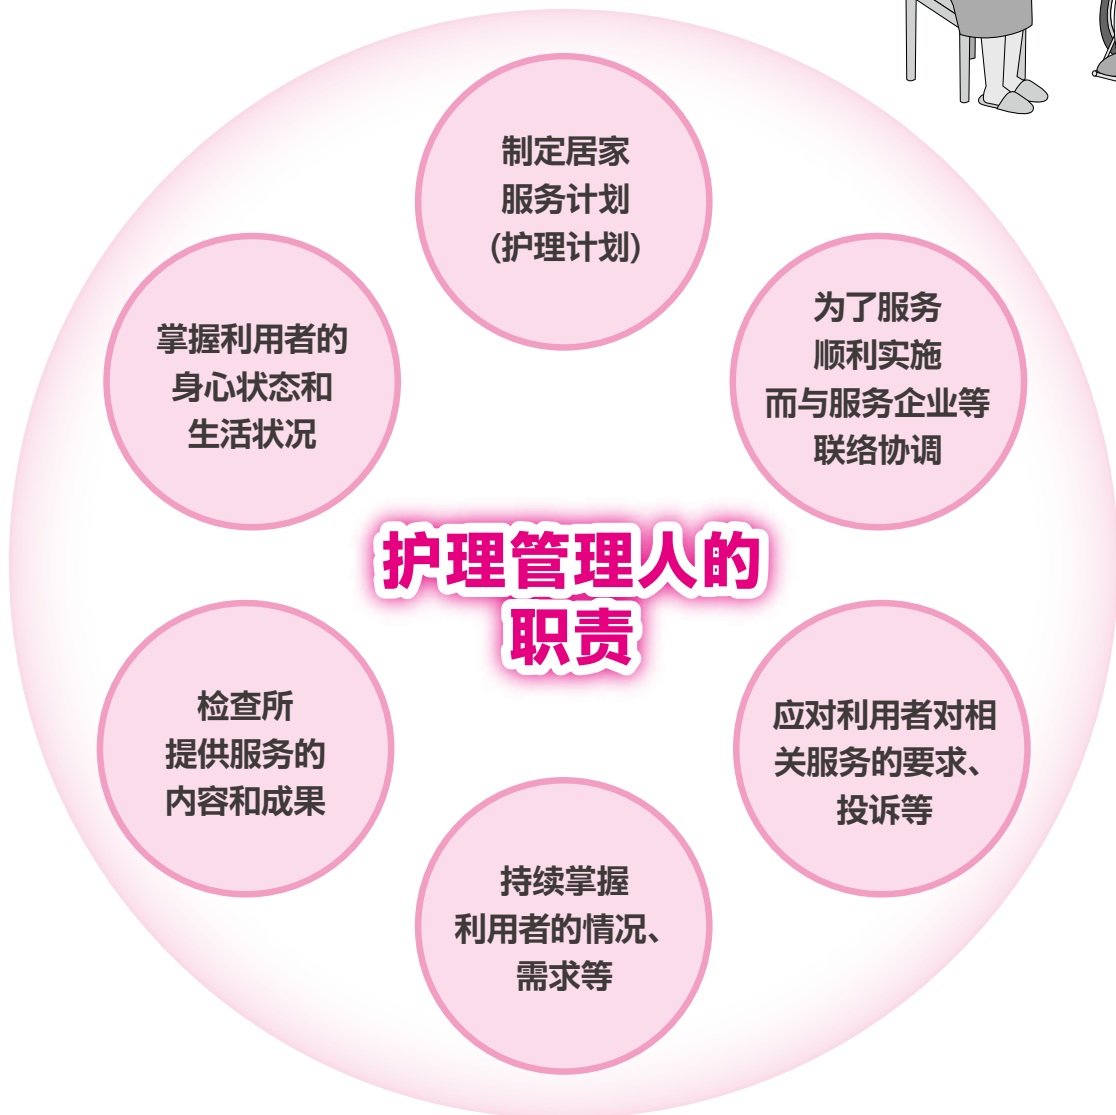 制定居家
服务计划
(护理计划)
为了服务
顺利实施
而与服务企业等
联络协调
掌握利用者的
身心状态和
生活状况
护理管理人的
职责
检查所
提供服务的
内容和成果
应对利用者对相
关服务的要求、
投诉等
持续掌握
利用者的情况、
需求等